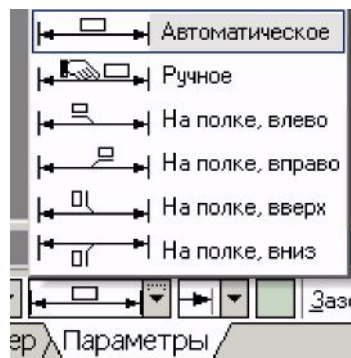 Автоматическое
Ручное
На полке, влево
На полке, вправо
На полке, вверх
На полке, вниз
Параметры